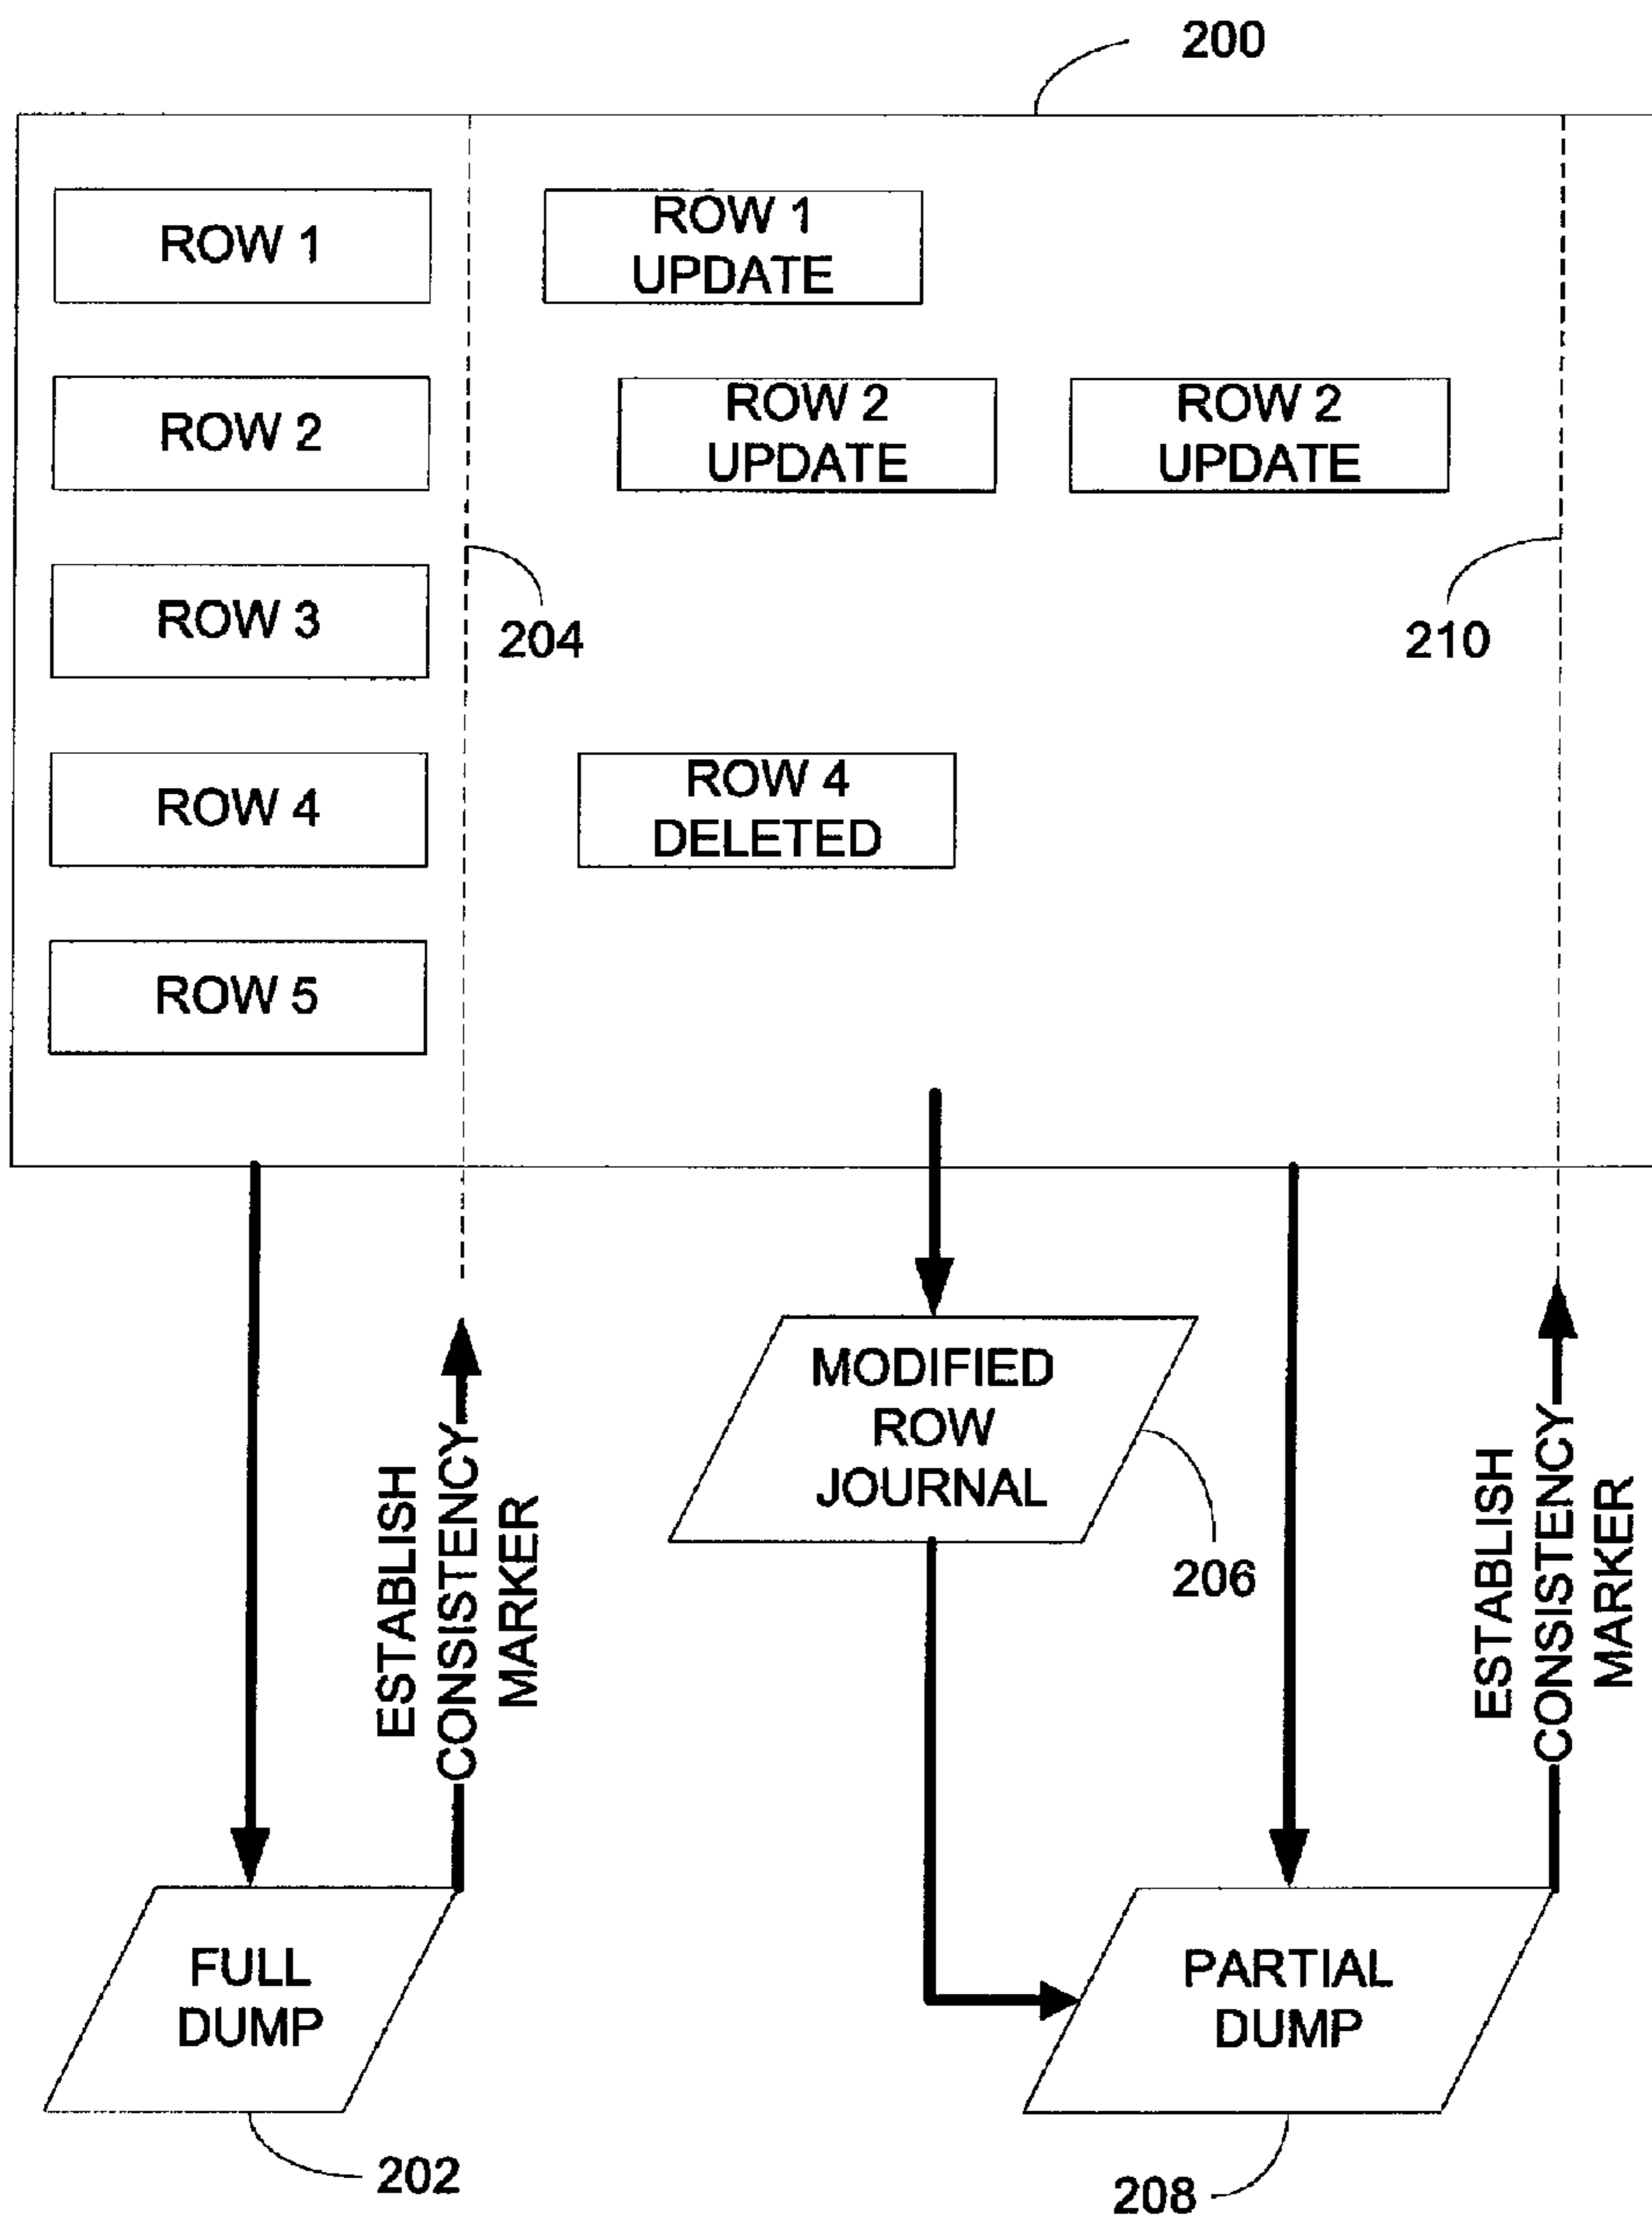 200
ROW 1
ROW 1
UPDATE
ROW 2
ROW 2
UPDATE
ROW 2
UPDATE
ROW 3
204
210
ROW 4
ROW 4
DELETED
ROW 5
MODIFIED
ROW
JOURNAL
206
ESTABLISH
CONSISTENCY
MARKER
ESTABLISH
CONSISTENCY
MARKER
FULL
DUMP
PARTIAL
DUMP
202
208